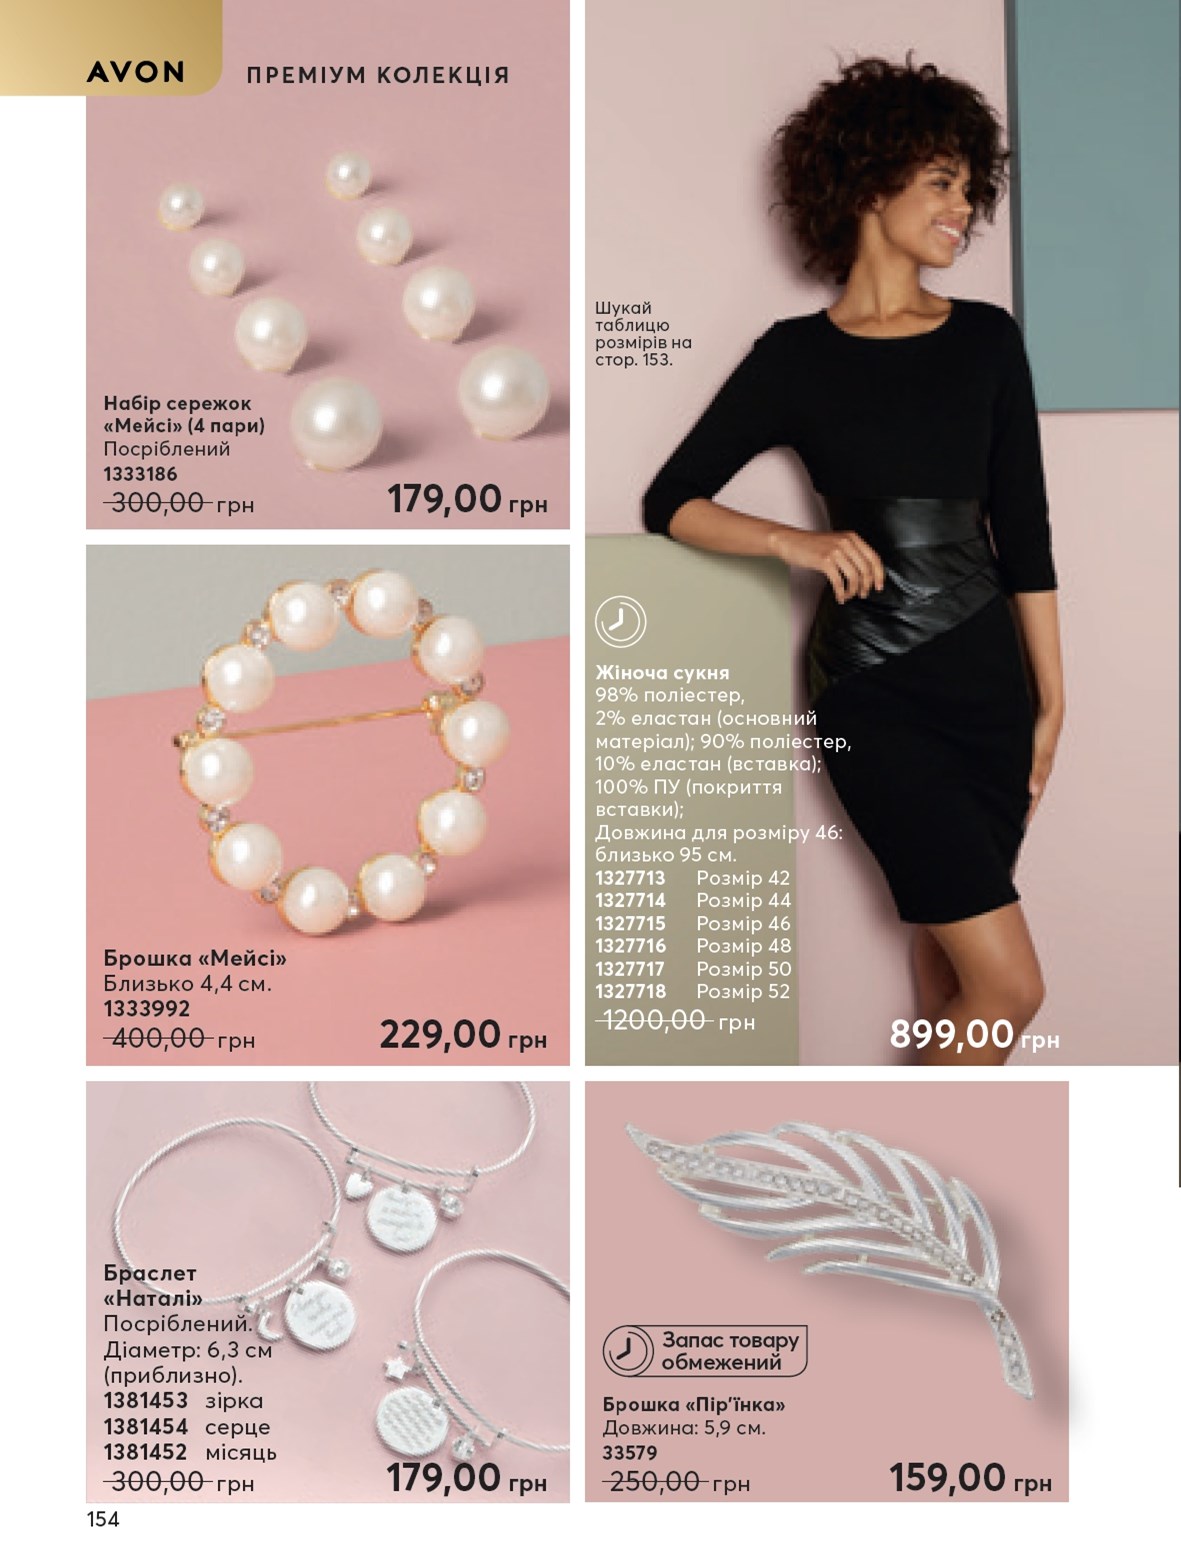 AVON
ПРЕМІУМ КОЛЕКЦІЯ
Набір сережок
«Мейсі» (4 пари)
Посріблений
1333186
300,00 грн
179,00 грн
Шукай
таблицю
розмірів на
стор. 153.
Жіноча сукня
98% поліестер,
2% еластан (основний
матеріал); 90% поліестер,
10% еластан (вставка);
100% ПУ (покриття
вставки);
Довжина для розміру 46:
близько 95 см.
1327713 Розмір 42
1327714 Розмір 44
1327715 Розмір 46
1327716 Розмір 48
1327717 Розмір 50
1327718 Розмір 52
1200,00 грн
899,00 грн
Брошка «Мейсі»
Близько 4,4 см.
1333992
400,00 грн
229,00 грн
Браслет
«Наталі»
Посріблений.
Діаметр: 6,3 см
(приблизно).
1381453 зірка
1381454 серце
1381452 місяць
300,00 грн
179,00 грн
Запас товару
обмежений
Брошка «Пір’їнка»
Довжина: 5,9 см.
33579
250,00 грн
159,00 грн
154